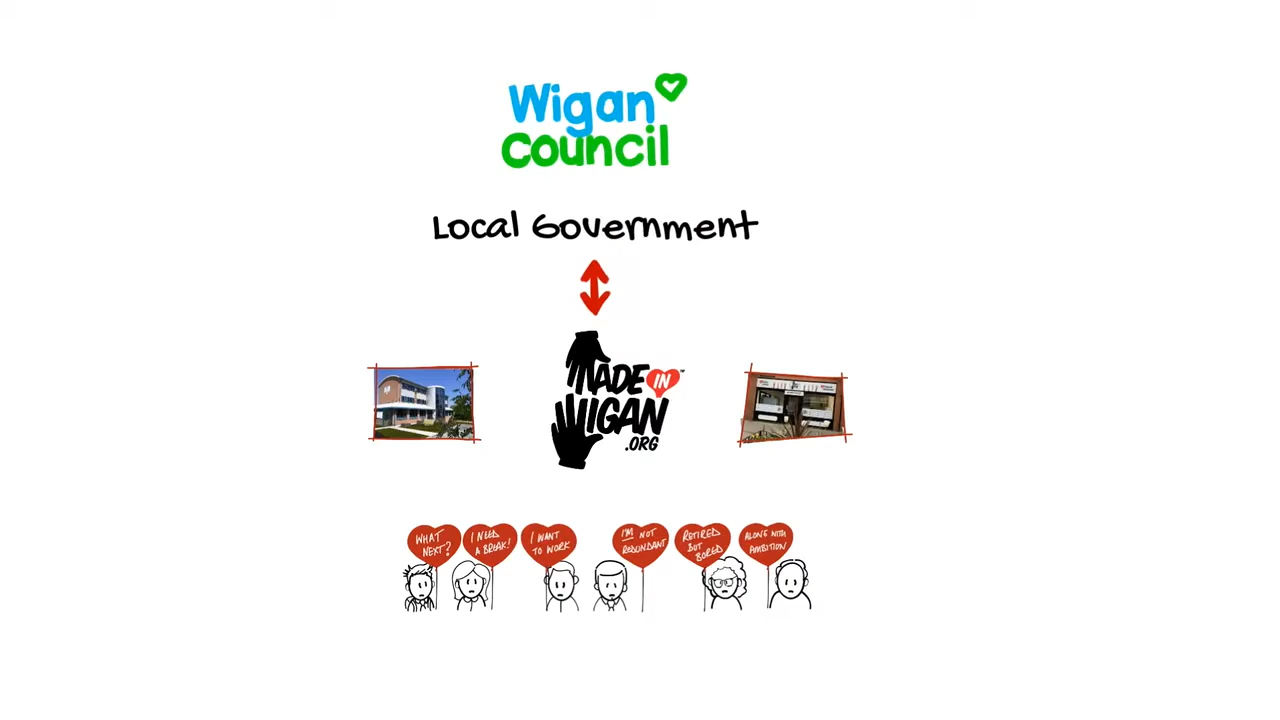 Wigan
Council
Local Government
MADE IN
WIGAN
.ORG
WHAT
NEXT?
I NEED
A BREAK!
I WANT
TO WORK
I'M NOT
REDUNDANT
RETIRED
BUT
BORED
ALONE WITH
AMBITION